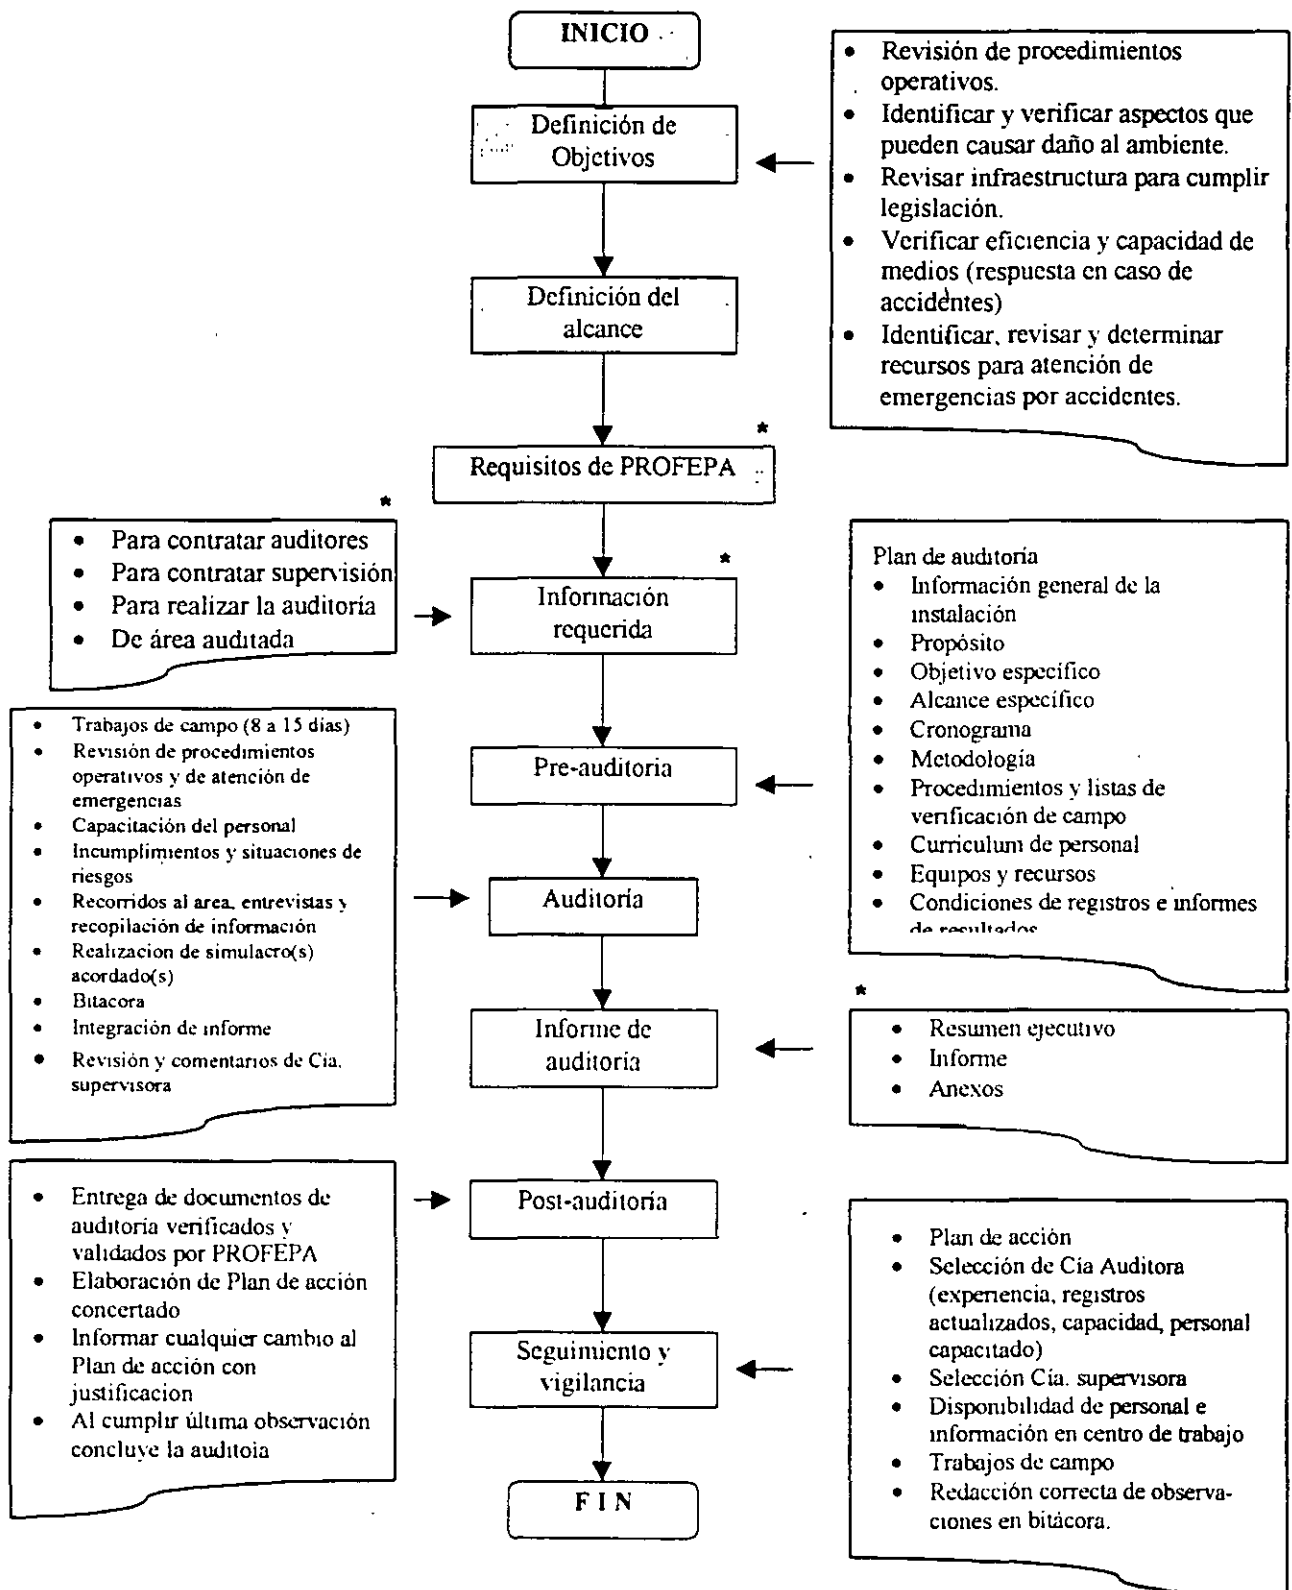 INICIO
Definición de
Objetivos
• Revisión de procedimientos
operativos.
• Identificar y verificar aspectos que
pueden causar daño al ambiente.
• Revisar infraestructura para cumplir
legislación.
• Verificar eficiencia y capacidad de
medios (respuesta en caso de
accidentes)
• Identificar, revisar y determinar
recursos para atención de
emergencias por accidentes.
Definición del
alcance
*
Requisitos de PROFEPA
*
• Para contratar auditores
• Para contratar supervisión
• Para realizar la auditoría
• De área auditada
*
Información
requerida
Plan de auditoría
• Información general de la
instalación
• Propósito
• Objetivo específico
• Alcance específico
• Cronograma
• Metodología
• Procedimientos y listas de
verificación de campo
• Curriculum de personal
• Equipos y recursos
• Condiciones de registros e informes
de resultados
Pre-auditoria
• Trabajos de campo (8 a 15 días)
• Revisión de procedimientos
operativos y de atención de
emergencias
• Capacitación del personal
• Incumplimientos y situaciones de
riesgos
• Recorridos al area, entrevistas y
recopilación de información
• Realizacion de simulacro(s)
acordado(s)
• Bitacora
• Integración de informe
• Revisión y comentarios de Cía.
supervisora
Auditoría
Informe de
auditoría
*
• Resumen ejecutivo
• Informe
• Anexos
• Entrega de documentos de
auditoría verificados y
validados por PROFEPA
• Elaboración de Plan de acción
concertado
• Informar cualquier cambio al
Plan de acción con
justificacion
• Al cumplir última observación
concluye la auditoia
Post-auditoría
• Plan de acción
• Selección de Cía Auditora
(experiencia, registros
actualizados, capacidad, personal
capacitado)
• Selección Cía. supervisora
• Disponibilidad de personal e
información en centro de trabajo
• Trabajos de campo
• Redacción correcta de observa-
ciones en bitácora.
Seguimiento y
vigilancia
F I N